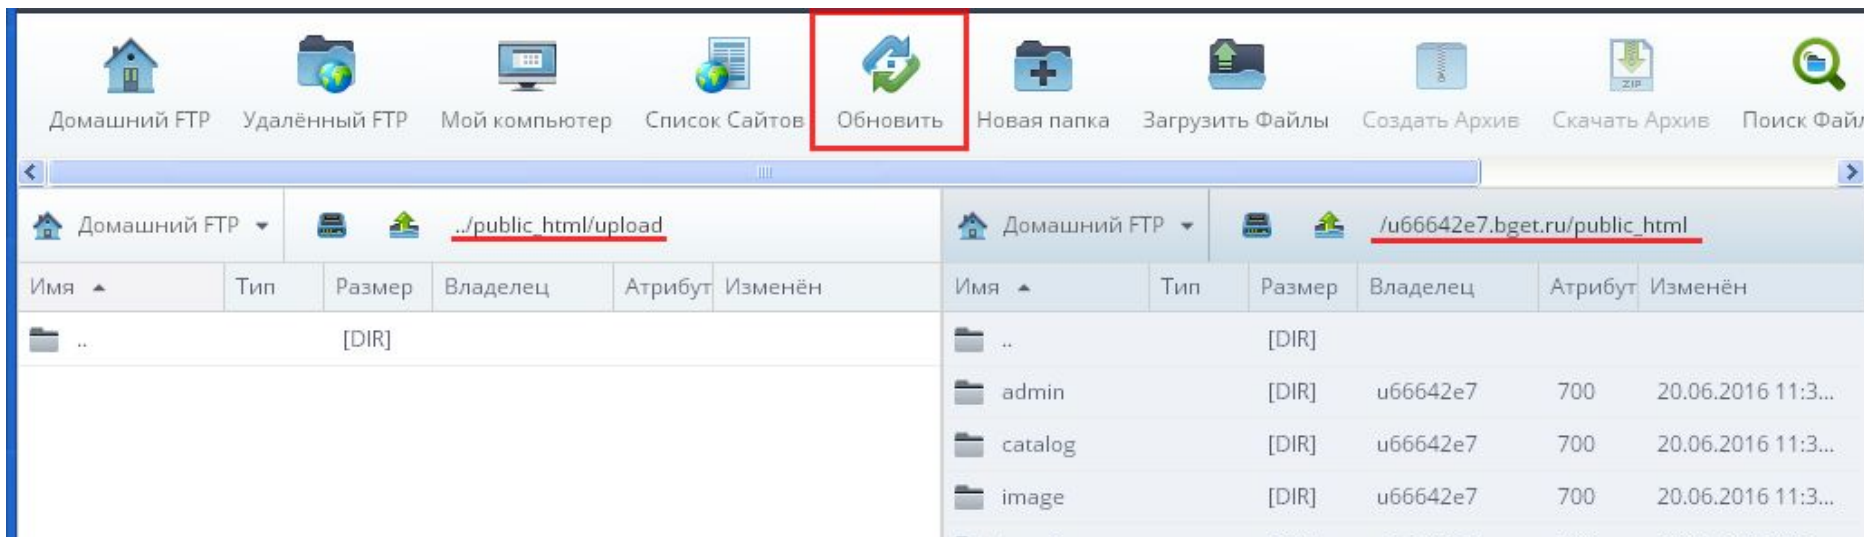 Домашний FTP Удалённый FTP Мой компьютер Список Сайтов Обновить Новая папка Загрузить Файлы Создать Архив Скачать Архив Поиск Файл
Домашний FTP ../public_html/upload
Имя Тип Размер Владелец Атрибут Изменён
.. [DIR]
Домашний FTP /u66642e7.bget.ru/public_html
Имя Тип Размер Владелец Атрибут Изменён
.. [DIR]
admin [DIR] u66642e7 700 20.06.2016 11:3...
catalog [DIR] u66642e7 700 20.06.2016 11:3...
image [DIR] u66642e7 700 20.06.2016 11:3...